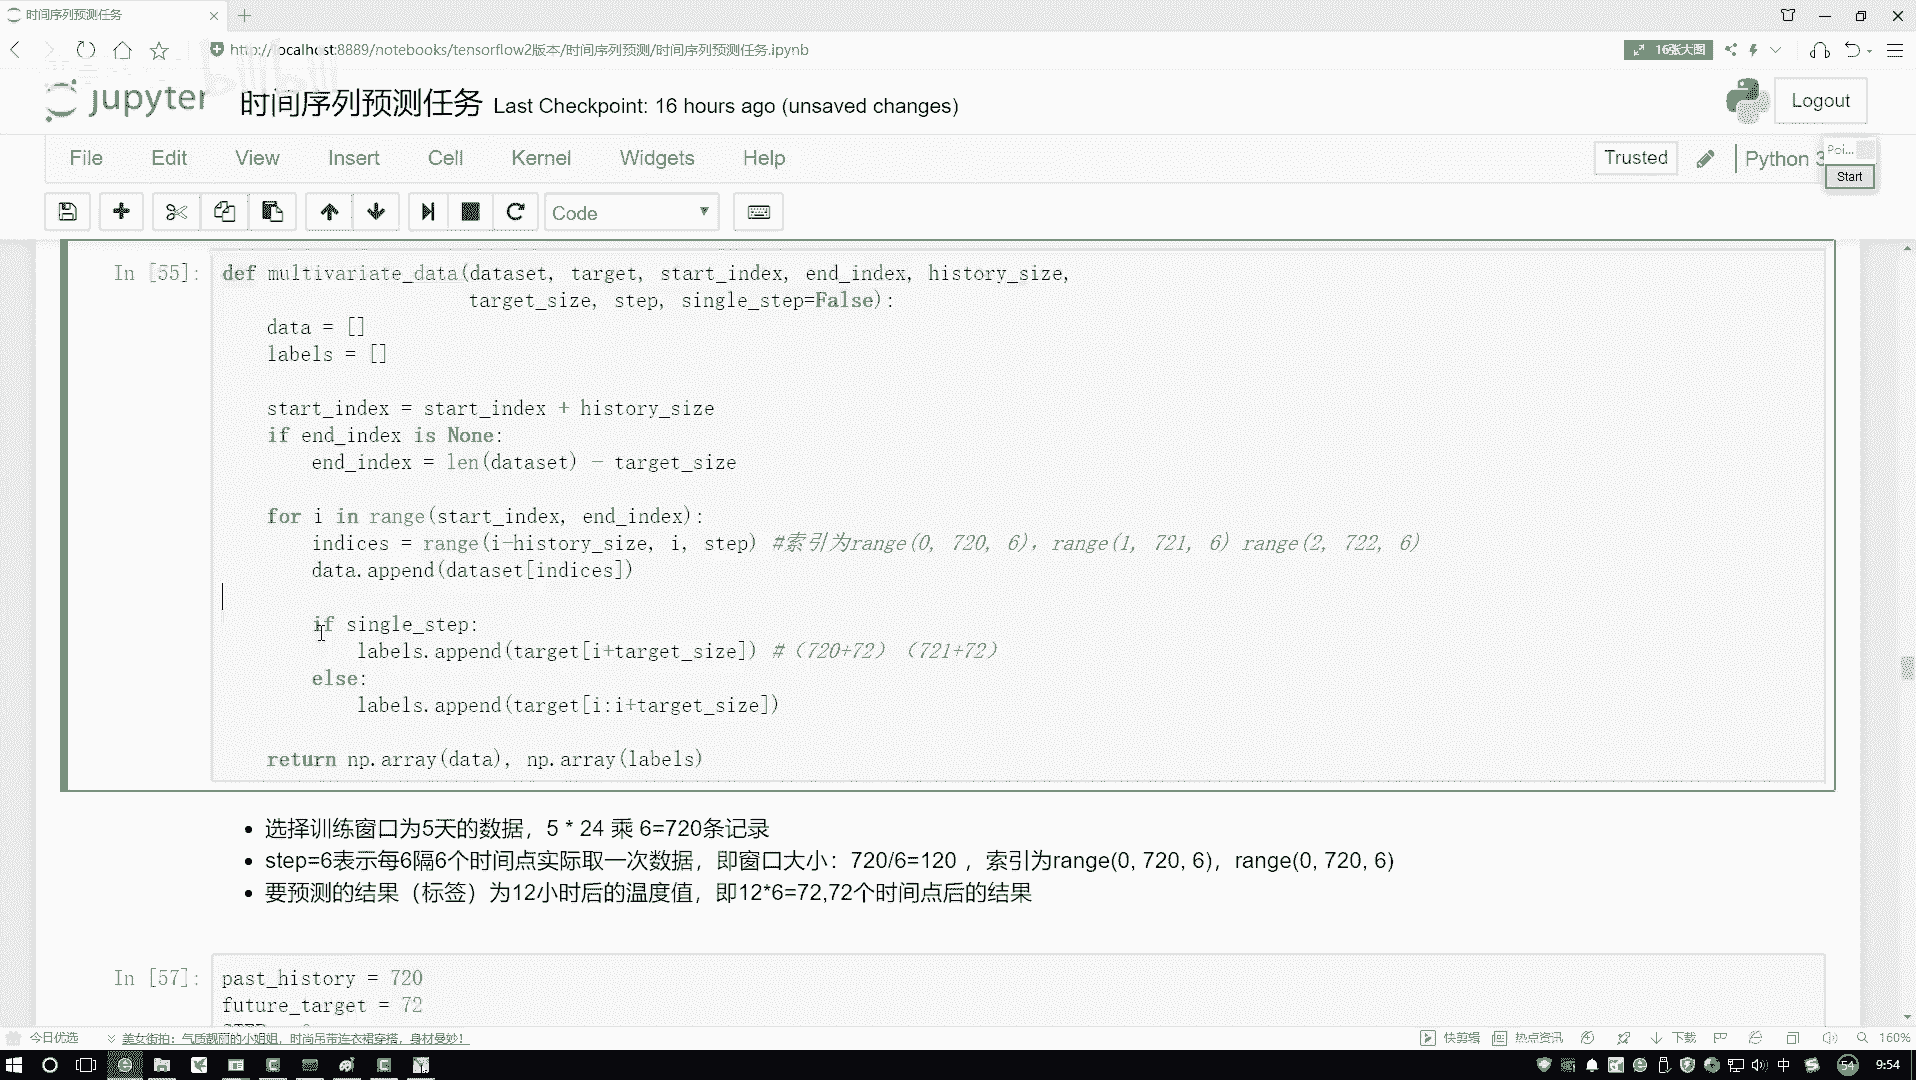 时间序列预测任务
http://localhost:8889/notebooks/tensorflow2版本/时间序列预测/时间序列预测任务.ipynb
16张大图
jupyter
时间序列预测任务 Last Checkpoint: 16 hours ago (unsaved changes)
Logout
File Edit View Insert Cell Kernel Widgets Help
Trusted
Python 3
Poi...
Start
Code
In [55]:
def multivariate_data(dataset, target, start_index, end_index, history_size,
target_size, step, single_step=False):
data = []
labels = []
start_index = start_index + history_size
if end_index is None:
end_index = len(dataset) - target_size
for i in range(start_index, end_index):
indices = range(i-history_size, i, step) #索引为range(0, 720, 6)，range(1, 721, 6) range(2, 722, 6)
data.append(dataset[indices])
if single_step:
labels.append(target[i+target_size]) #（720+72）（721+72）
else:
labels.append(target[i:i+target_size])
return np.array(data), np.array(labels)
• 选择训练窗口为5天的数据，5 * 24 乘 6=720条记录
• step=6表示每6隔6个时间点实际取一次数据，即窗口大小：720/6=120 ，索引为range(0, 720, 6)，range(0, 720, 6)
• 要预测的结果（标签）为12小时后的温度值，即12*6=72,72个时间点后的结果
In [57]:
past_history = 720
future_target = 72
今日优选
美女街拍：气质靓丽的小姐姐，时尚吊带连衣裙穿搭，身材曼妙！
快剪辑
热点资讯
下载
160%
中
54
9:54